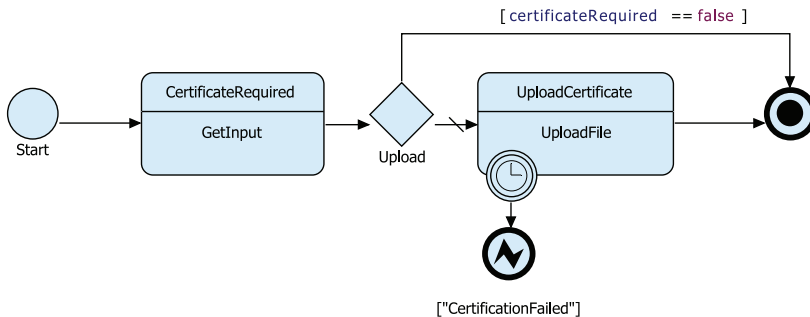 [ certificateRequired == false ]
CertificateRequired
UploadCertificate
GetInput
UploadFile
Start
Upload
["CertificationFailed"]